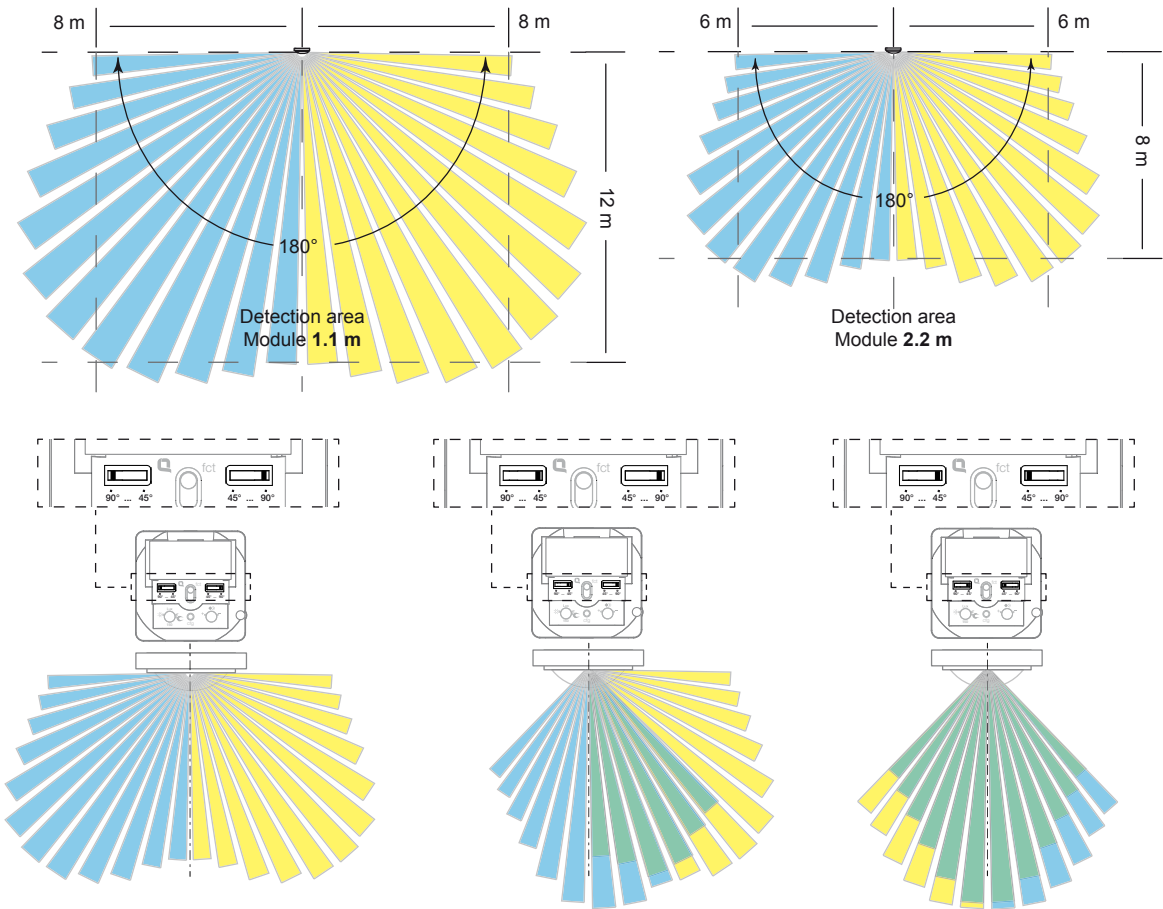 8 m 8 m
6 m 6 m
12 m
8 m
180°
180°
Detection area
Module 1.1 m
Detection area
Module 2.2 m
fct
90° ... 45° 45° ... 90°
fct
90° ... 45° 45° ... 90°
fct
90° ... 45° 45° ... 90°